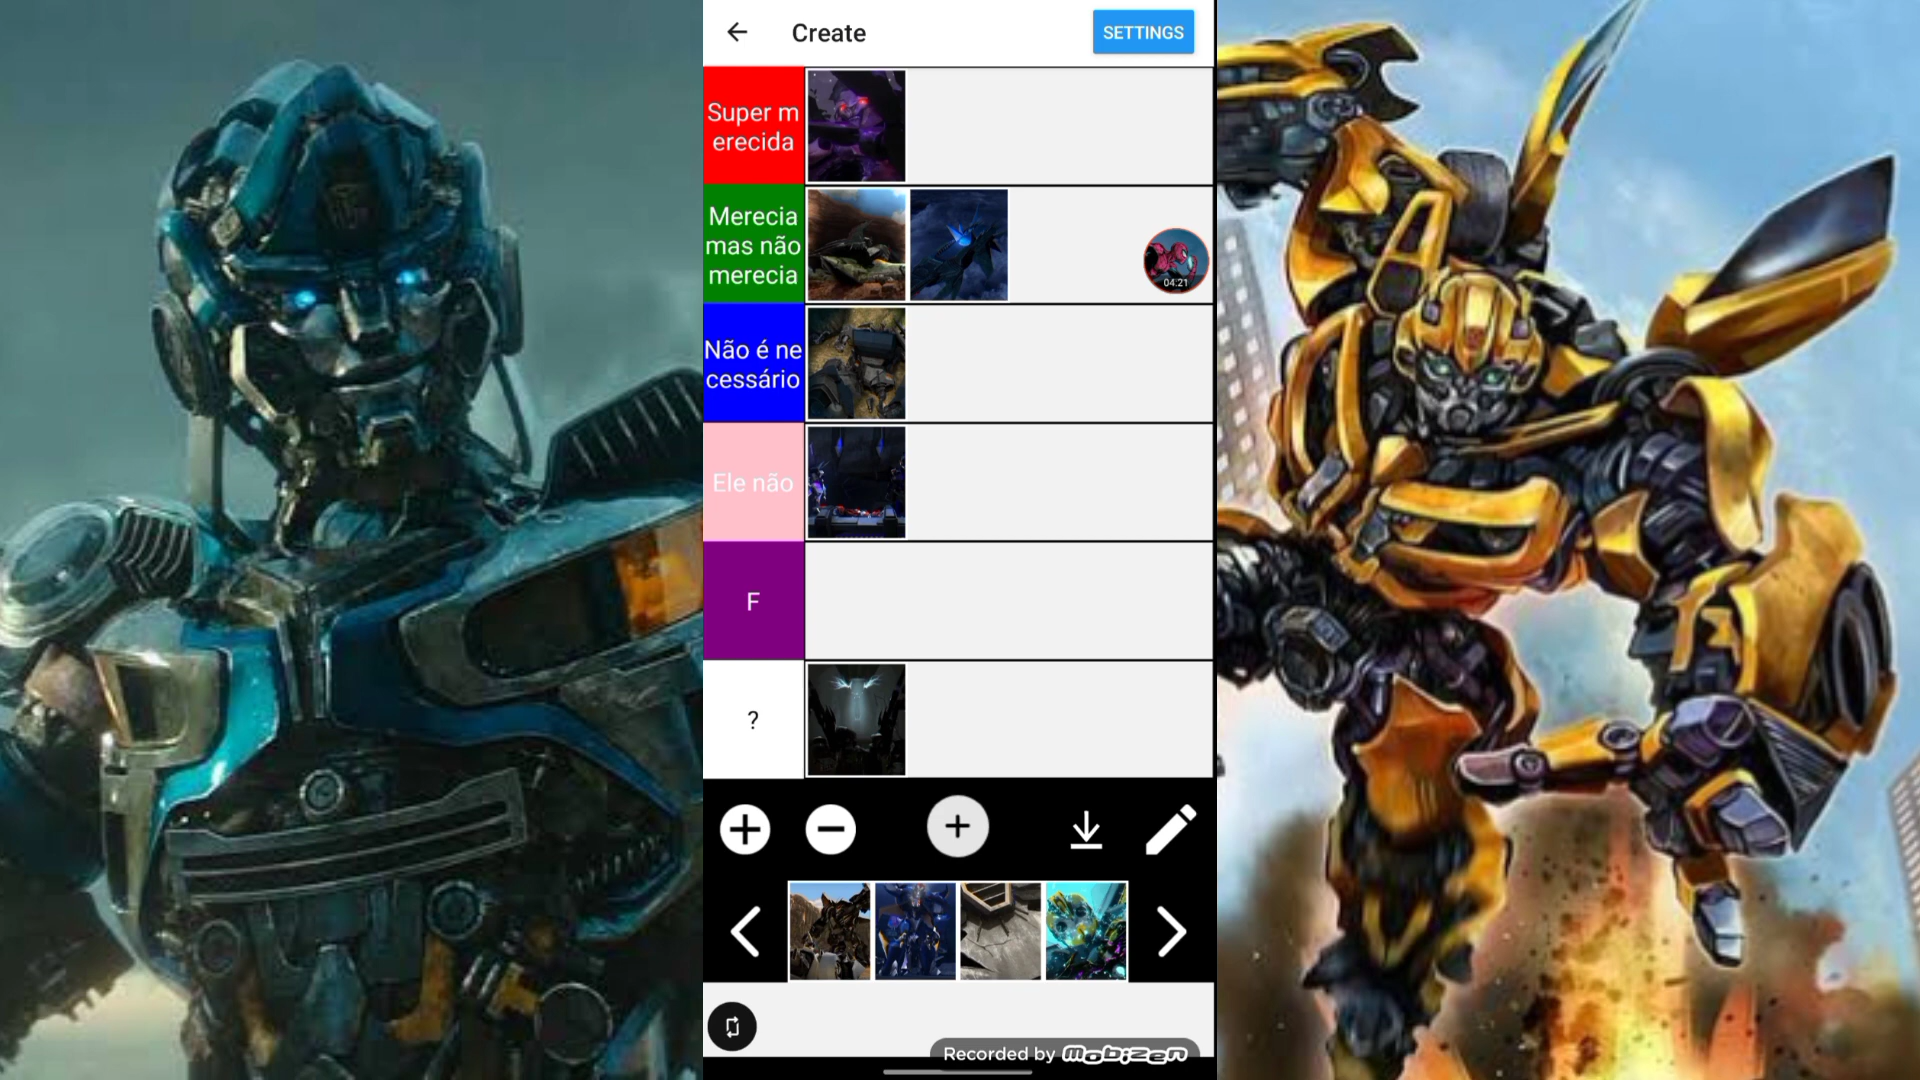 Create
SETTINGS
Super m
erecida
Merecia
mas não
merecia
04:21
Não é ne
cessário
Ele não
F
?
Recorded by mobizen